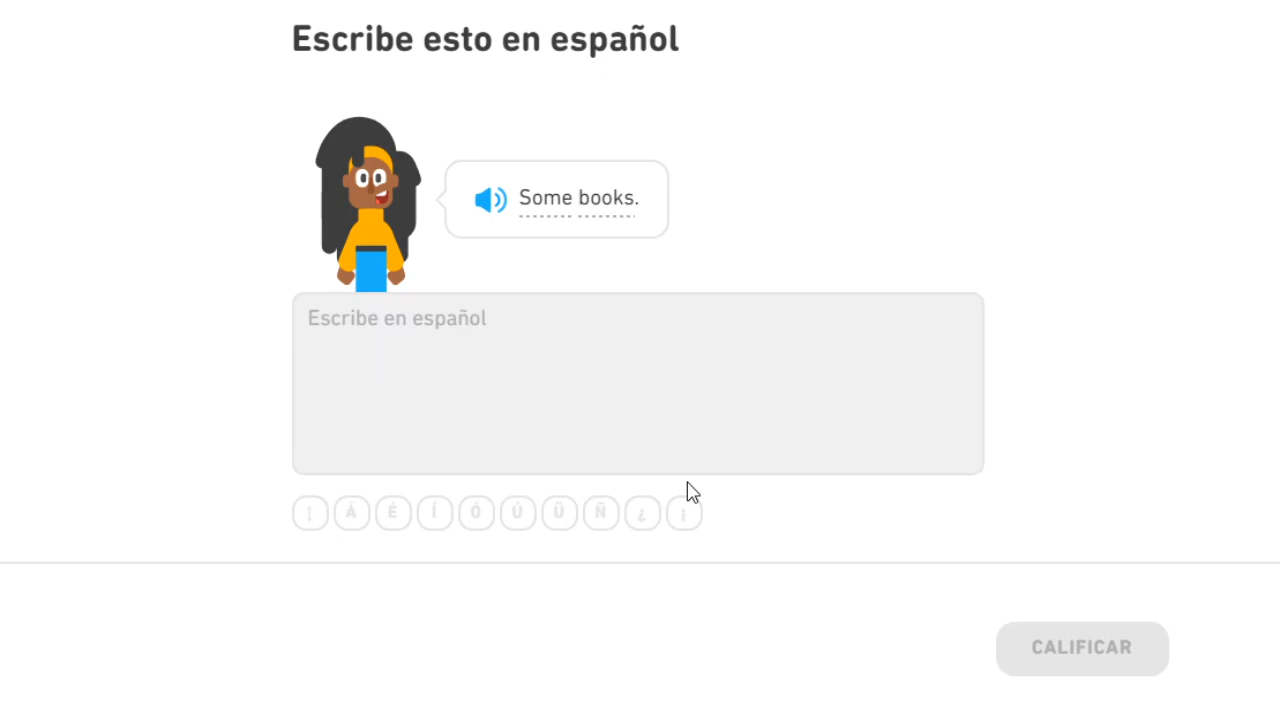 Escribe esto en español
Some books.
Escribe en español
↑ Á É Í Ó Ú Ü Ñ ¿ ¡
CALIFICAR